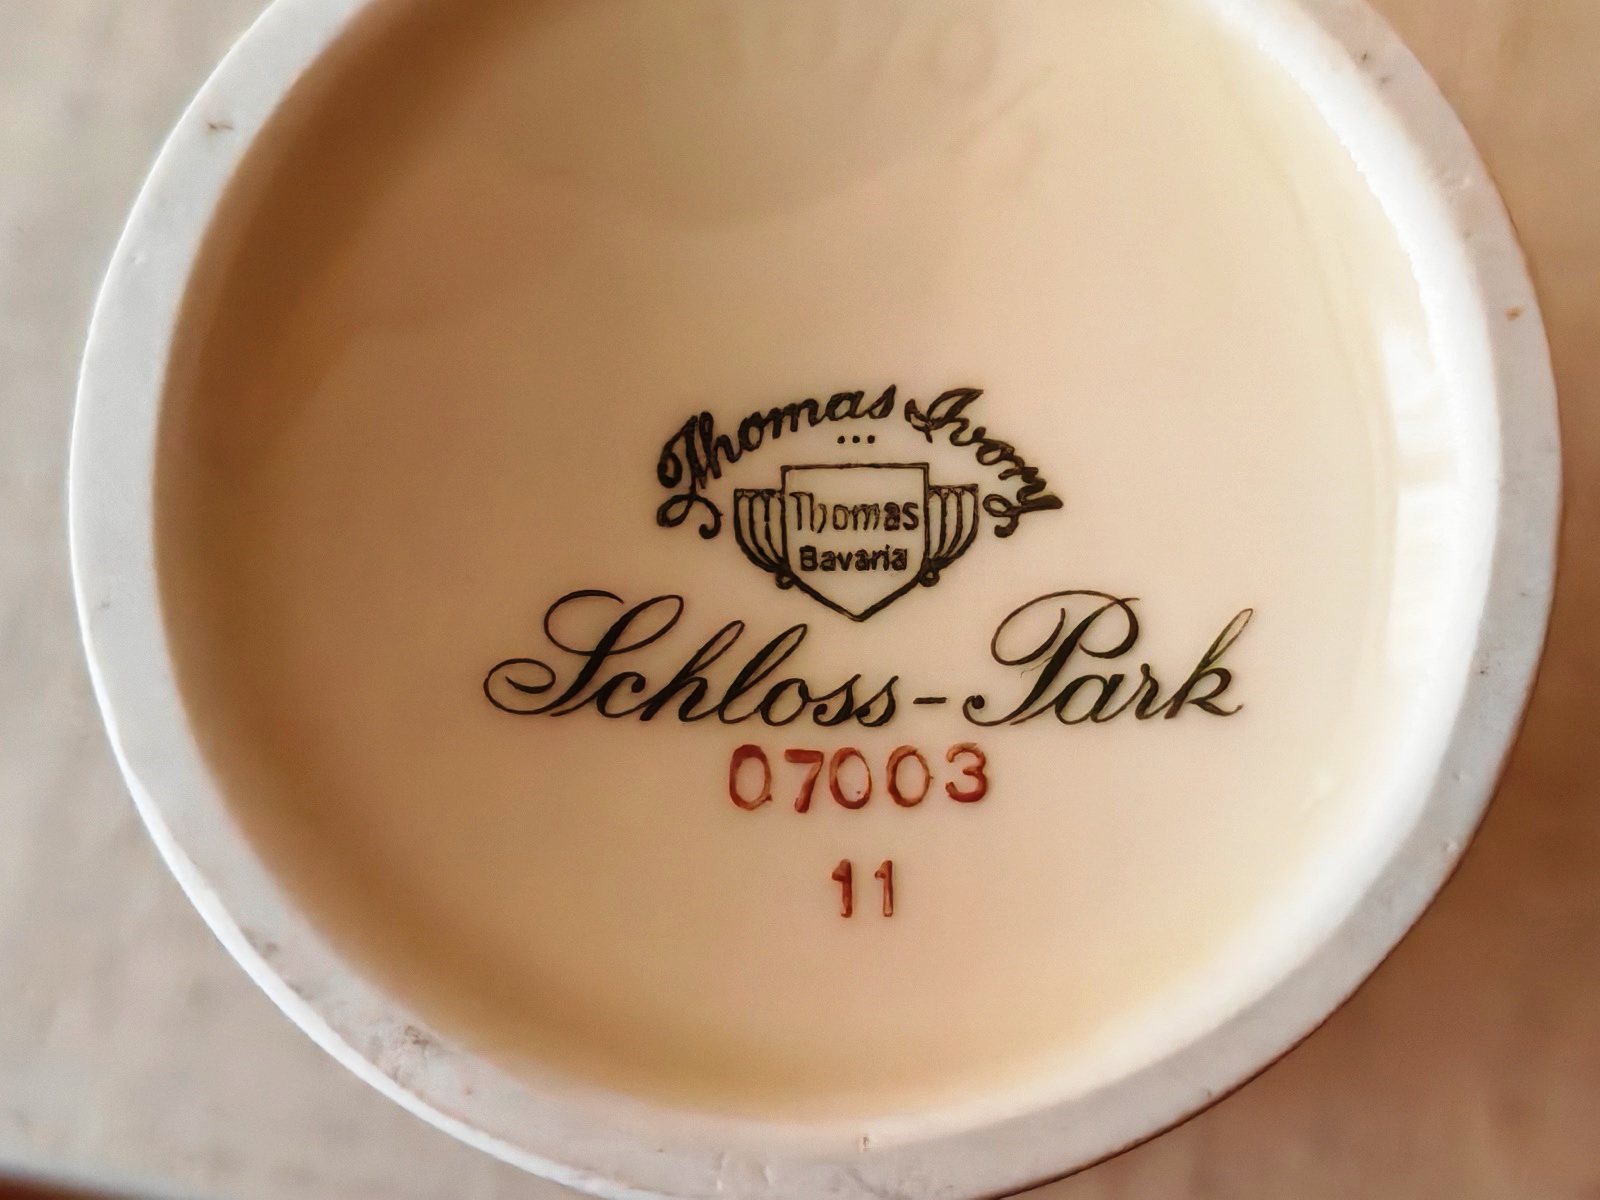 Thomas Ivory
Thomas
Bavaria
Schloss-Park
07003
11